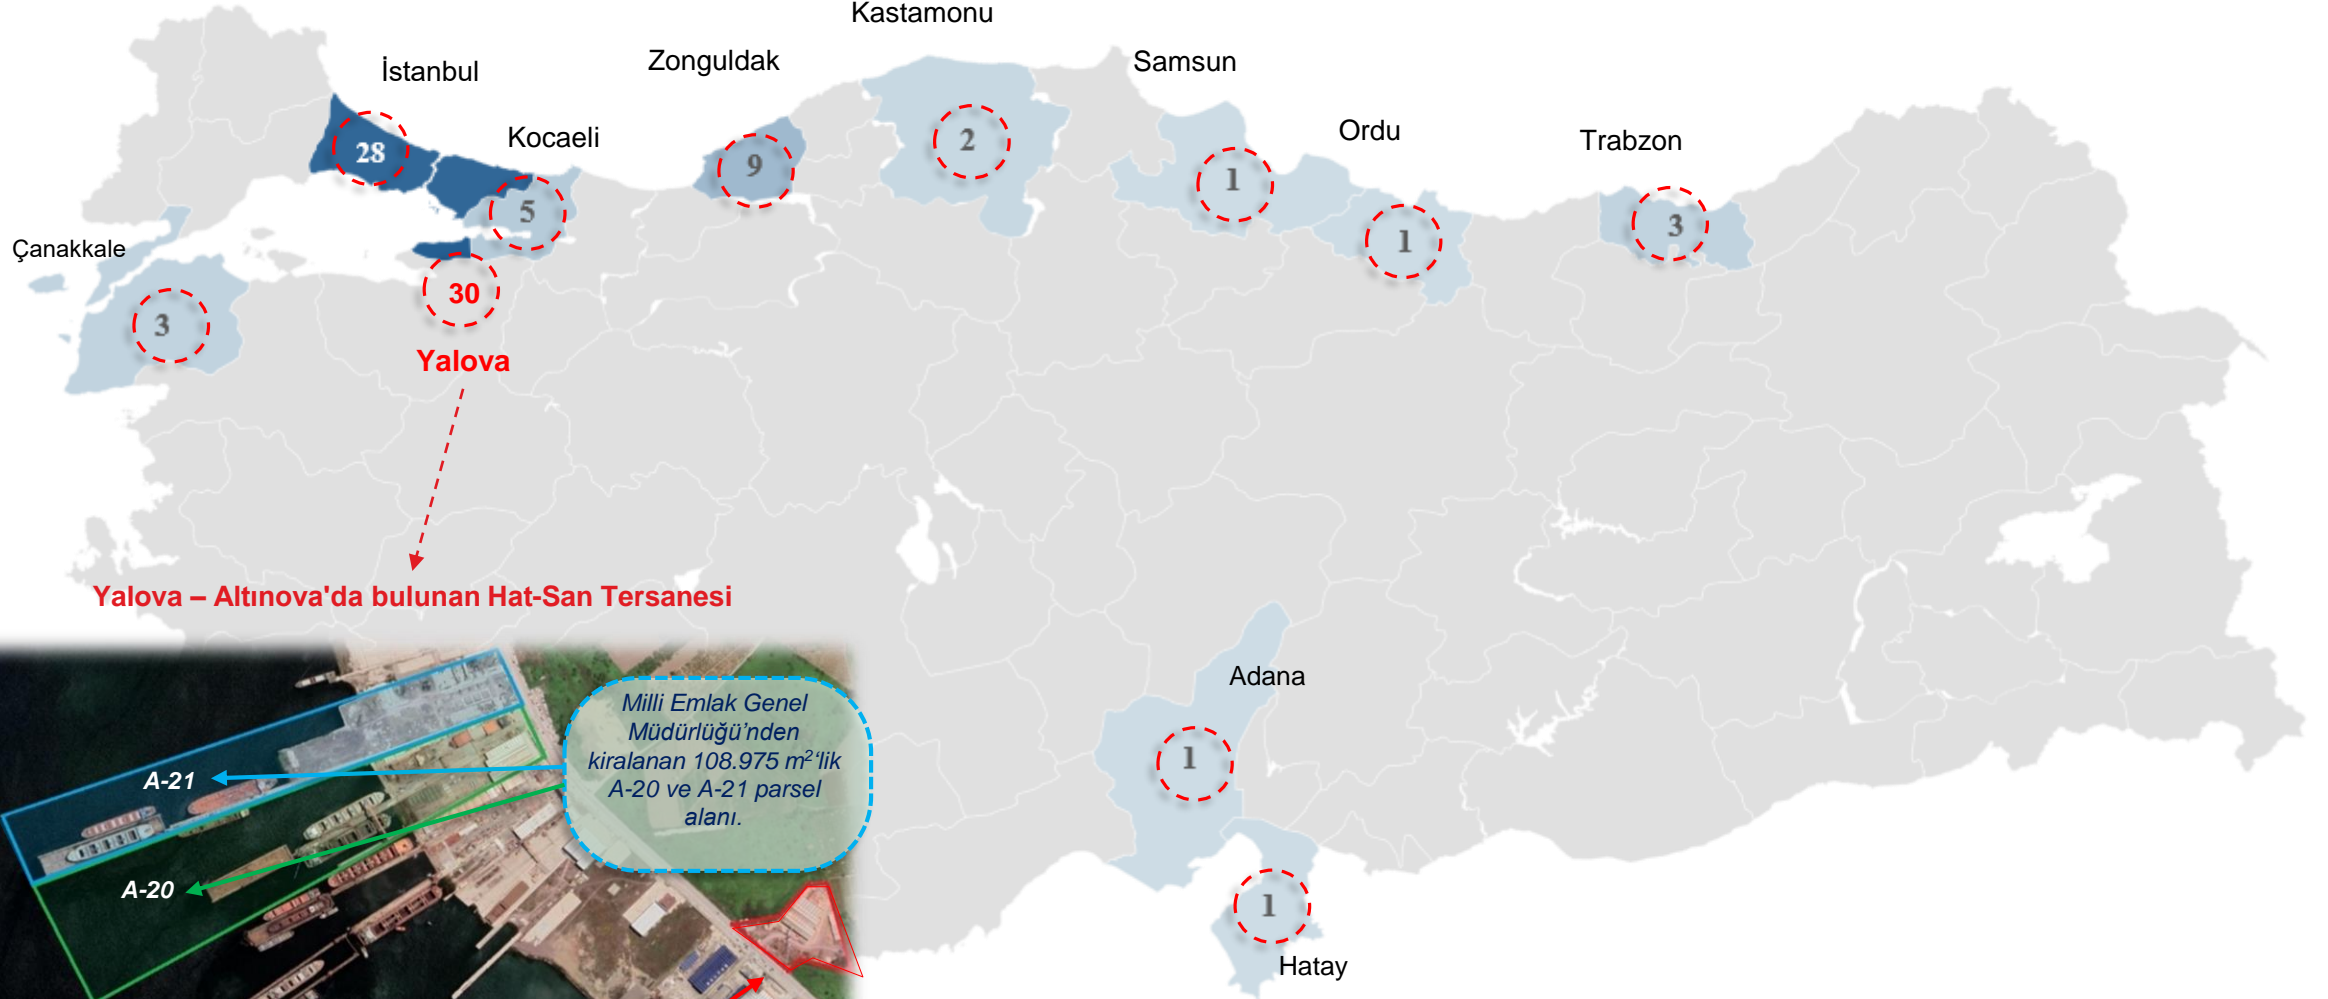 Kastamonu
İstanbul
Zonguldak
Samsun
Kocaeli
Ordu
Trabzon
28
9
2
1
5
1
3
Çanakkale
30
3
Yalova
Yalova – Altınova'da bulunan Hat-San Tersanesi
Adana
1
1
Hatay
Milli Emlak Genel
Müdürlüğü’nden
kiralanan 108.975 m²‘lik
A-20 ve A-21 parsel
alanı.
A-21
A-20